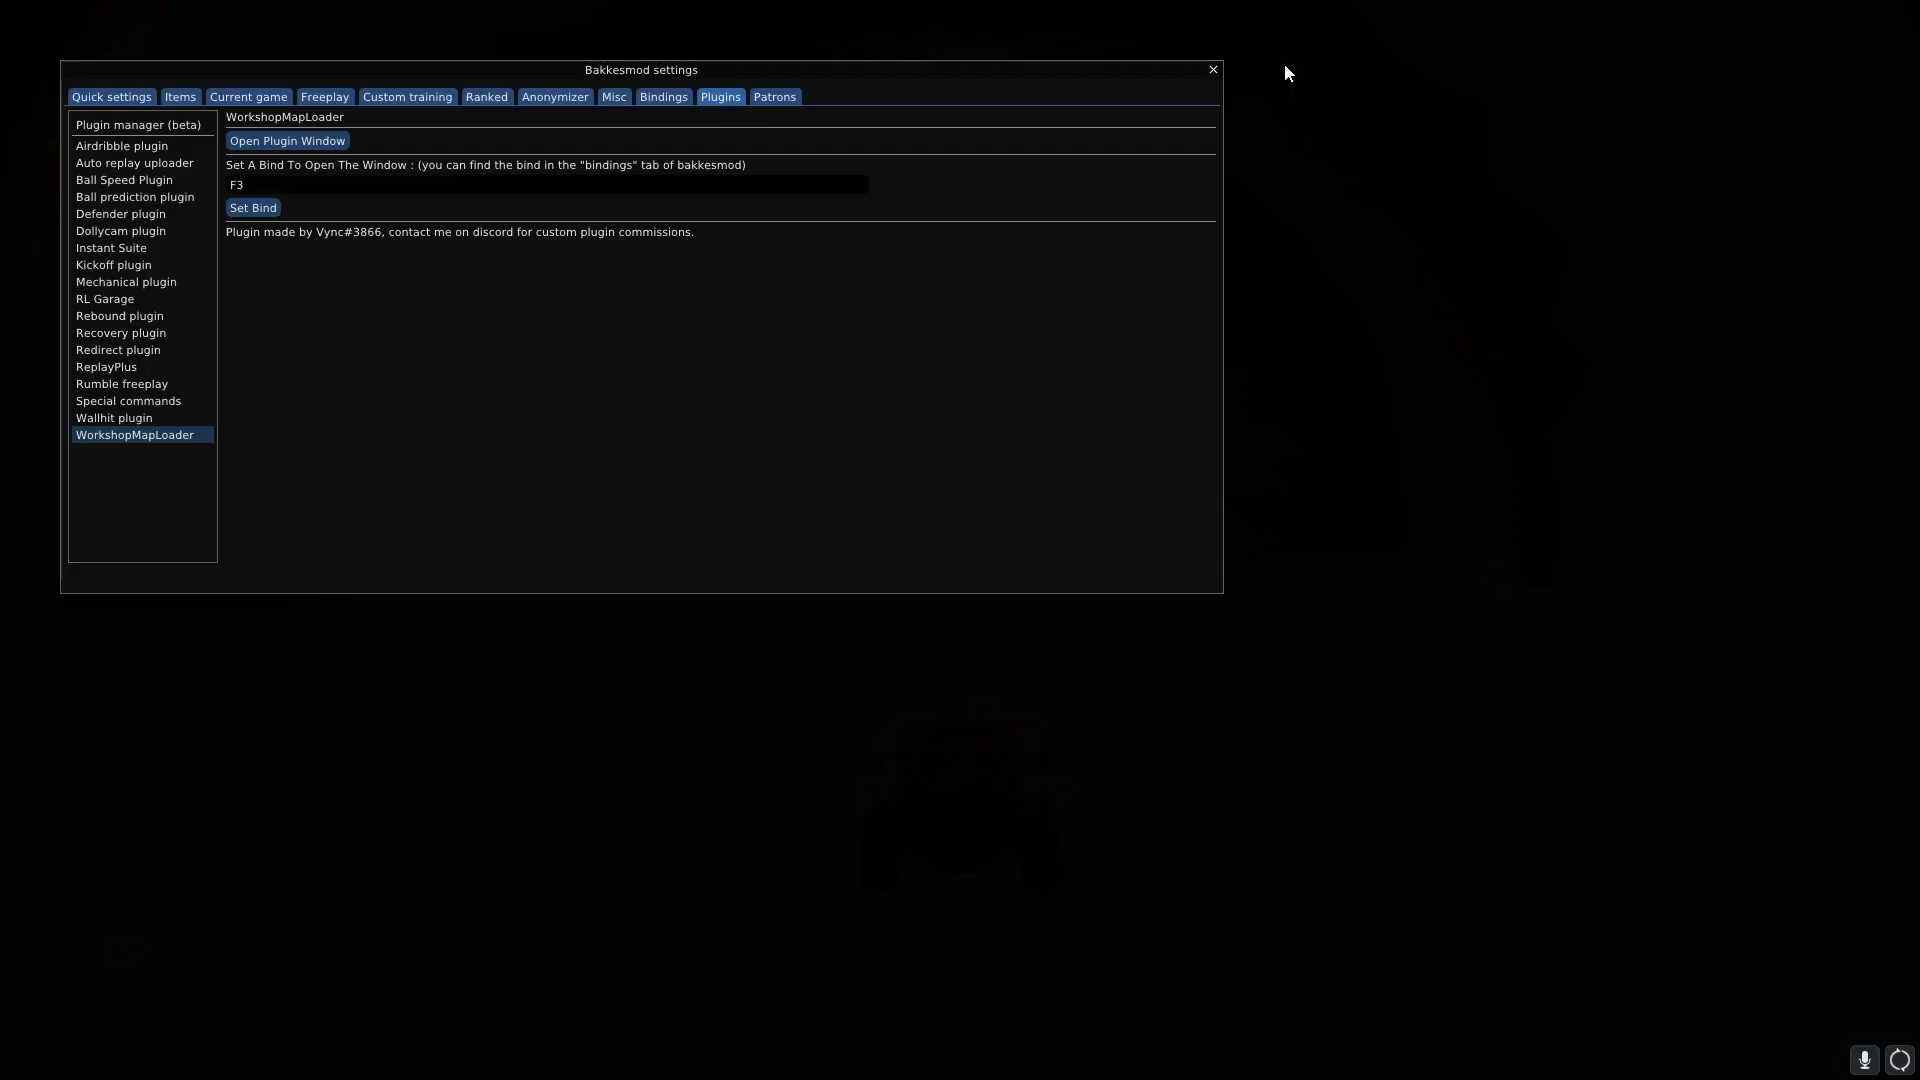 Bakkesmod settings
Quick settings Items Current game Freeplay Custom training Ranked Anonymizer Misc Bindings Plugins Patrons
Plugin manager (beta)
Airdribble plugin
Auto replay uploader
Ball Speed Plugin
Ball prediction plugin
Defender plugin
Dollycam plugin
Instant Suite
Kickoff plugin
Mechanical plugin
RL Garage
Rebound plugin
Recovery plugin
Redirect plugin
ReplayPlus
Rumble freeplay
Special commands
Wallhit plugin
WorkshopMapLoader
WorkshopMapLoader
Open Plugin Window
Set A Bind To Open The Window : (you can find the bind in the "bindings" tab of bakkesmod)
F3
Set Bind
Plugin made by Vync#3866, contact me on discord for custom plugin commissions.